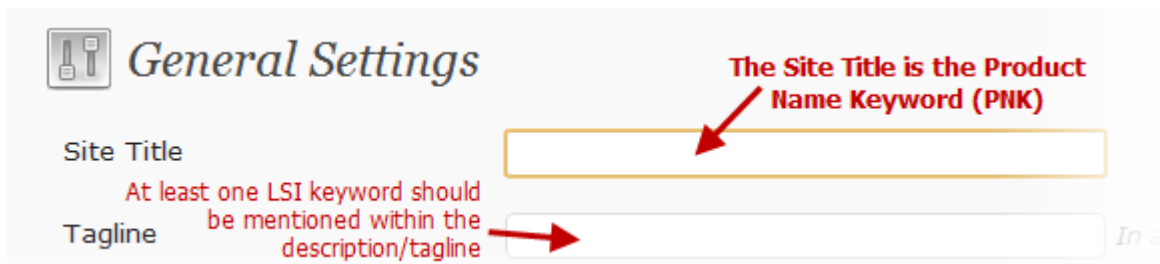 General Settings
The Site Title is the Product
Name Keyword (PNK)
Site Title
At least one LSI keyword should
be mentioned within the
description/tagline
Tagline
In